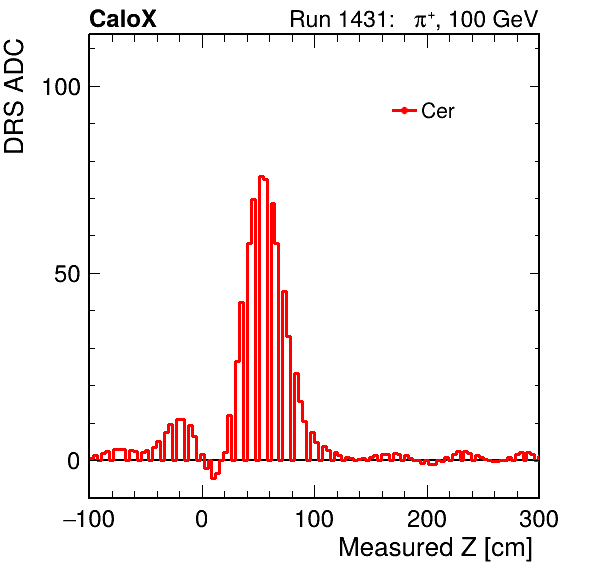 CaloX Run 1431: π⁺, 100 GeV
DRS ADC
Cer
100
50
0
−100 0 100 200 300
Measured Z [cm]